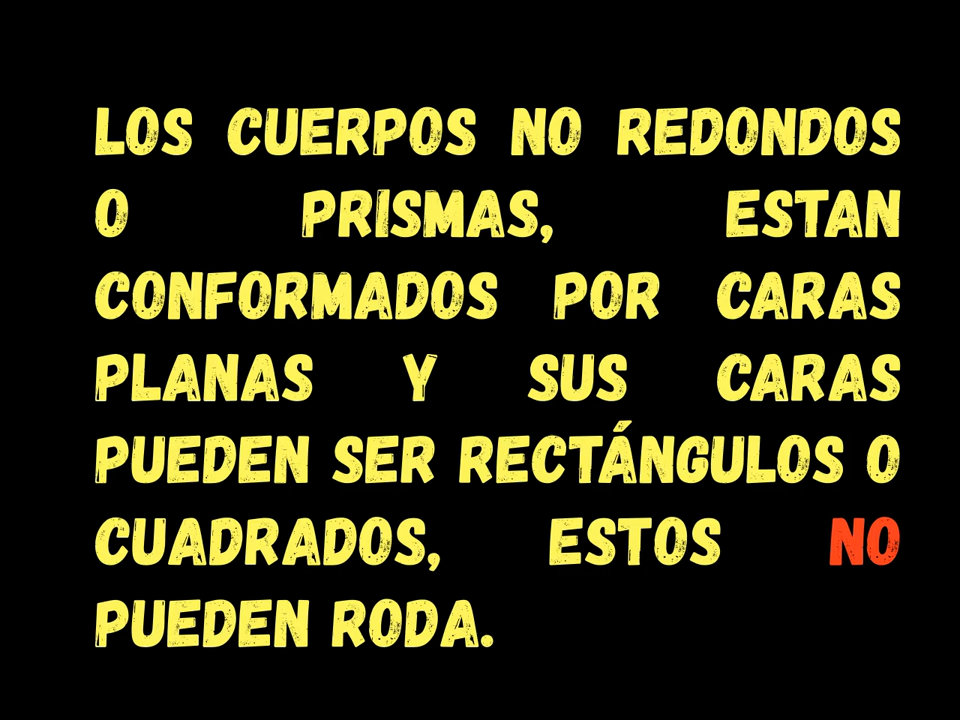 LOS CUERPOS NO REDONDOS
O PRISMAS, ESTAN
CONFORMADOS POR CARAS
PLANAS Y SUS CARAS
PUEDEN SER RECTÁNGULOS O
CUADRADOS, ESTOS NO
PUEDEN RODA.